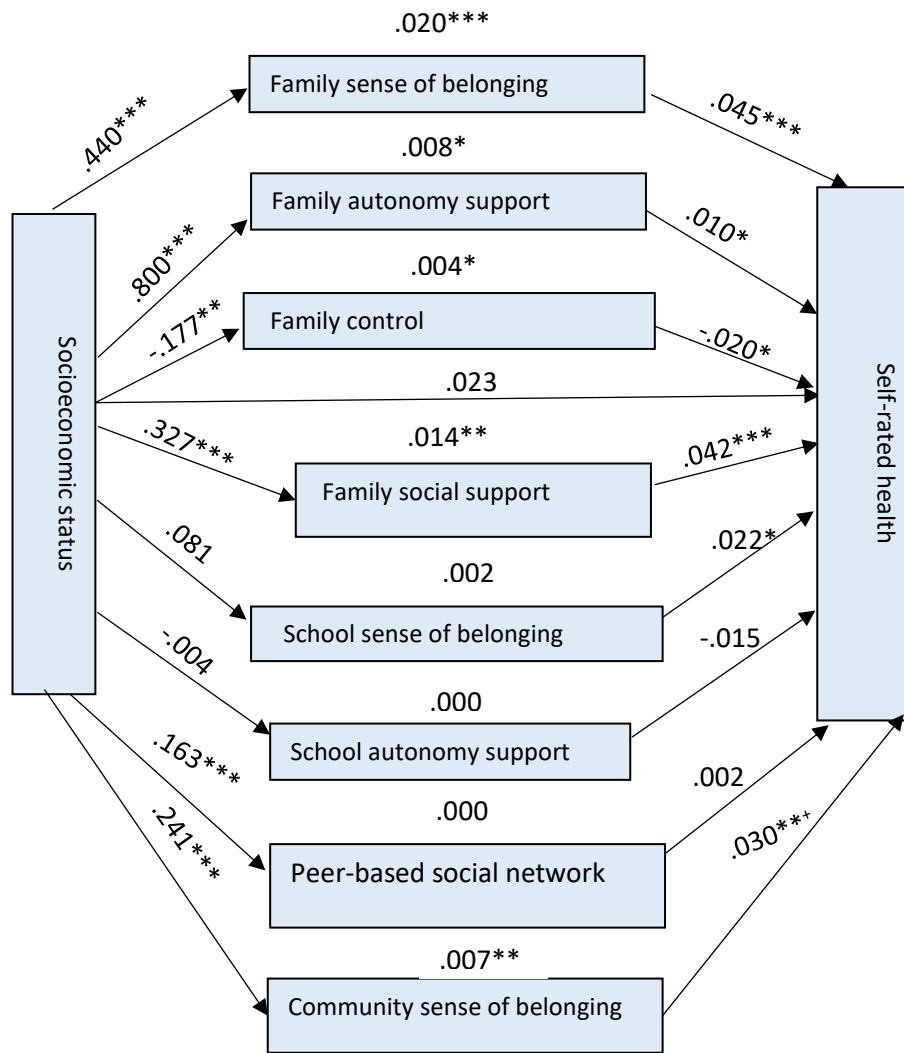 .020***
Family sense of belonging
.440***
.045***
.008*
Family autonomy support
.800***
.010*
.004*
Family control
-.177**
-.020*
.023
Socioeconomic status
Self-rated health
.327***
.014**
.042***
Family social support
.081
.022*
.002
School sense of belonging
-.004
-.015
.000
School autonomy support
.163***
.002
.000
.241***
.030**⁺
Peer-based social network
.007**
Community sense of belonging